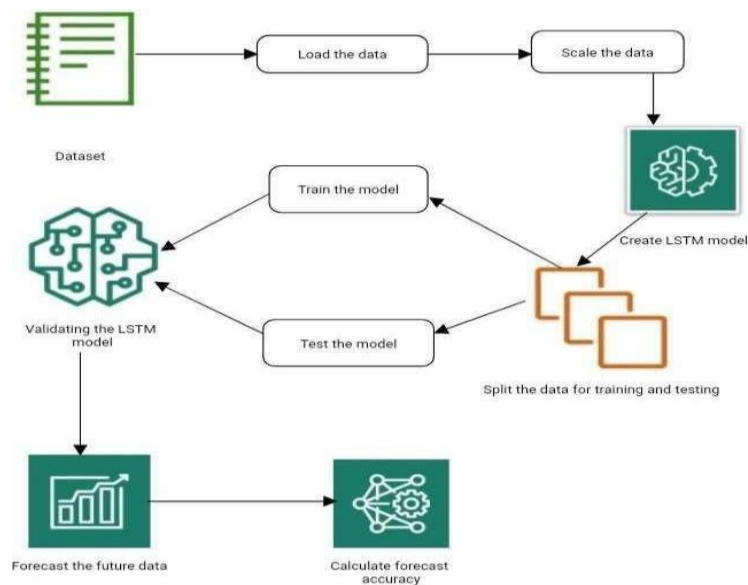 Load the data
Scale the data
Dataset
Train the model
Create LSTM model
Validating the LSTM
model
Test the model
Split the data for training and testing
Forecast the future data
Calculate forecast
accuracy